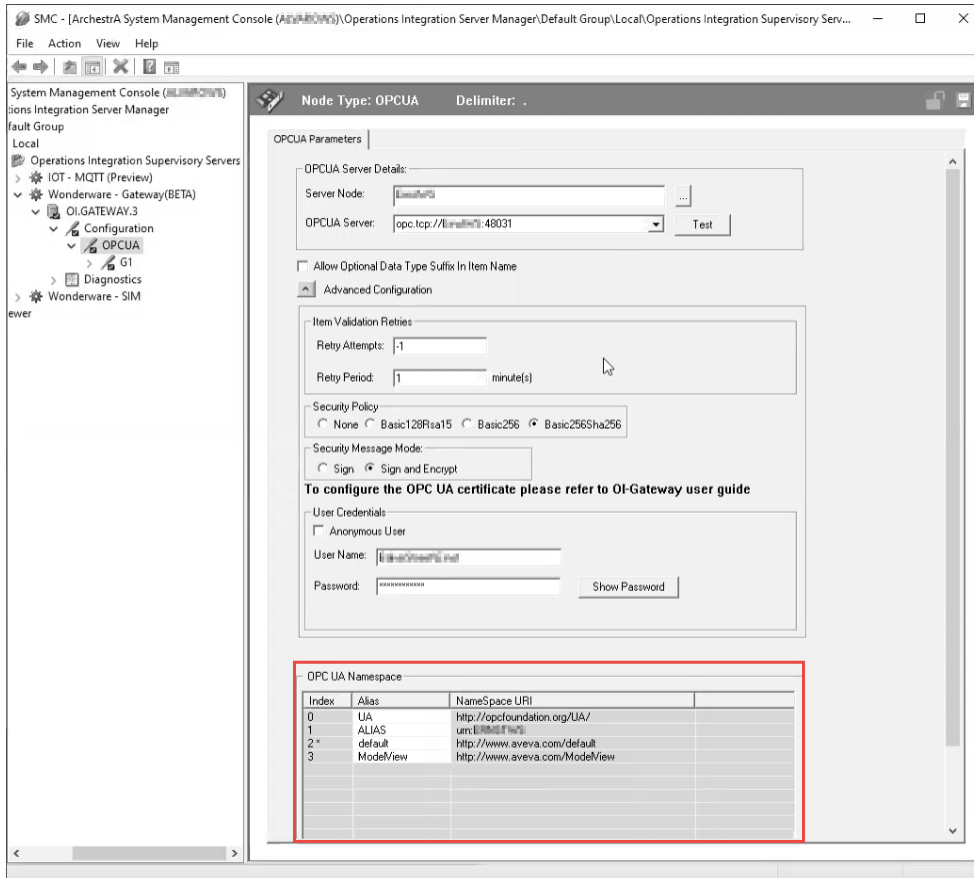 SMC - [ArchestrA System Management Console (        )\Operations Integration Server Manager\Default Group\Local\Operations Integration Supervisory Serv...
File Action View Help
System Management Console (        )
tions Integration Server Manager
fault Group
Local
Operations Integration Supervisory Servers
IOT - MQTT (Preview)
Wonderware - Gateway(BETA)
OI.GATEWAY.3
Configuration
OPCUA
G1
Diagnostics
Wonderware - SIM
ewer
Node Type: OPCUA Delimiter: .
OPCUA Parameters
OPCUA Server Details:
Server Node:
...
OPCUA Server: opc.tcp://        :48031 Test
Allow Optional Data Type Suffix In Item Name
Advanced Configuration
Item Validation Retries
Retry Attempts: -1
Retry Period: 1 minute(s)
Security Policy
None Basic128Rsa15 Basic256 Basic256Sha256
Security Message Mode:
Sign Sign and Encrypt
To configure the OPC UA certificate please refer to OI-Gateway user guide
User Credentials
Anonymous User
User Name:
Password: ************ Show Password
OPC UA Namespace
Index Alias NameSpace URI
0 UA http://opcfoundation.org/UA/
1 ALIAS urn:
2 * default http://www.aveva.com/default
3 ModelView http://www.aveva.com/ModelView